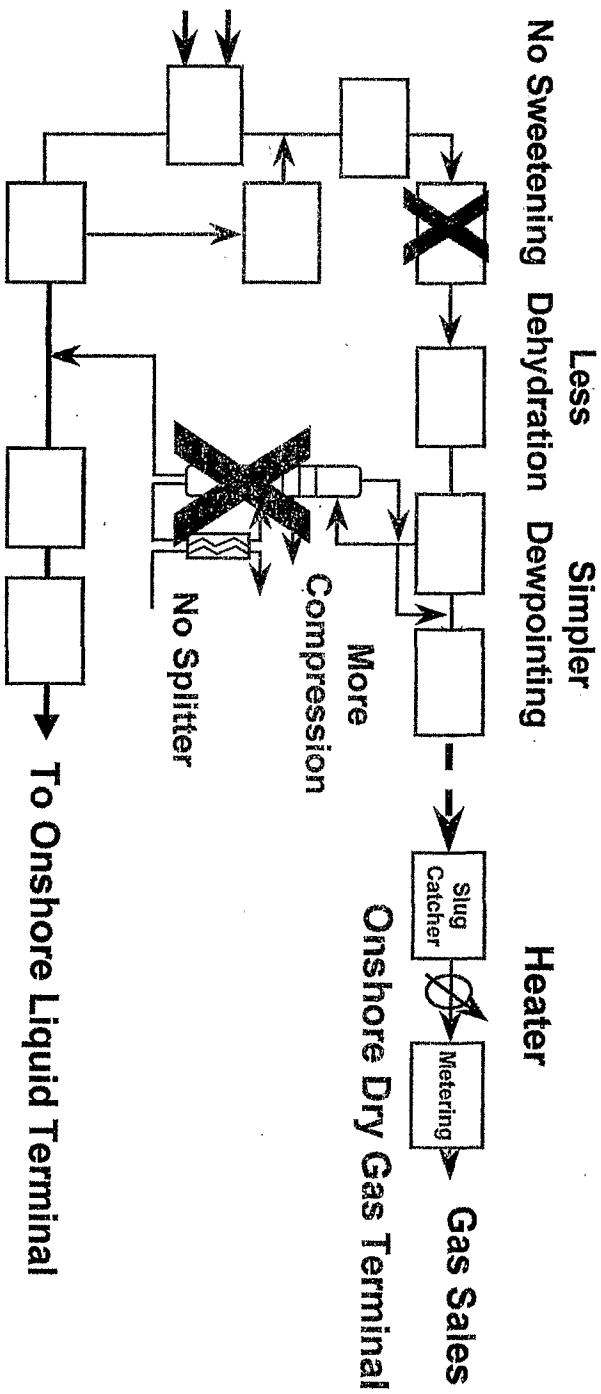 No Sweetening
Less
Dehydration
Simpler
Dewpointing
Heater
Slug
Catcher
Metering
Gas Sales
Onshore Dry Gas Terminal
More
Compression
No Splitter
To Onshore Liquid Terminal